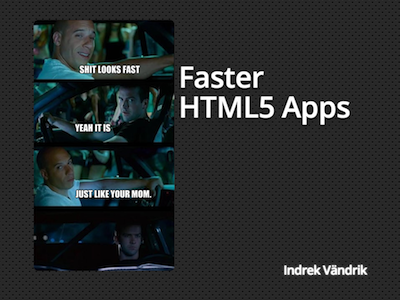 SHIT LOOKS FAST
YEAH IT IS
JUST LIKE YOUR MOM.
Faster
HTML5 Apps
Indrek Vändrik